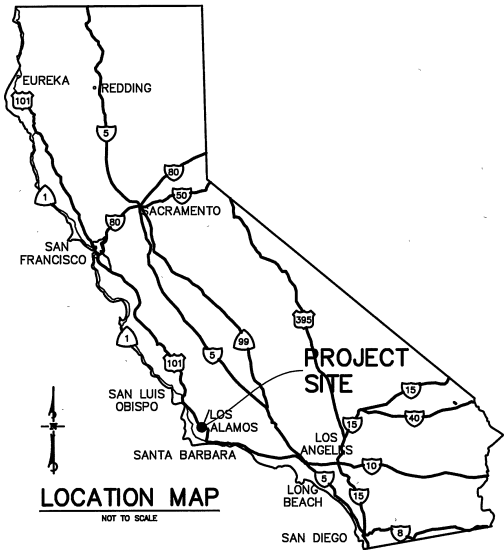 EUREKA
101
REDDING
5
80
50
1
80
SACRAMENTO
SAN
FRANCISCO
395
1
99
5
101
PROJECT
SITE
15
SAN LUIS
OBISPO
LOS
ALAMOS
40
15
LOS
ANGELES
SANTA BARBARA
10
5
LONG
BEACH
15
LOCATION MAP
NOT TO SCALE
SAN DIEGO
8